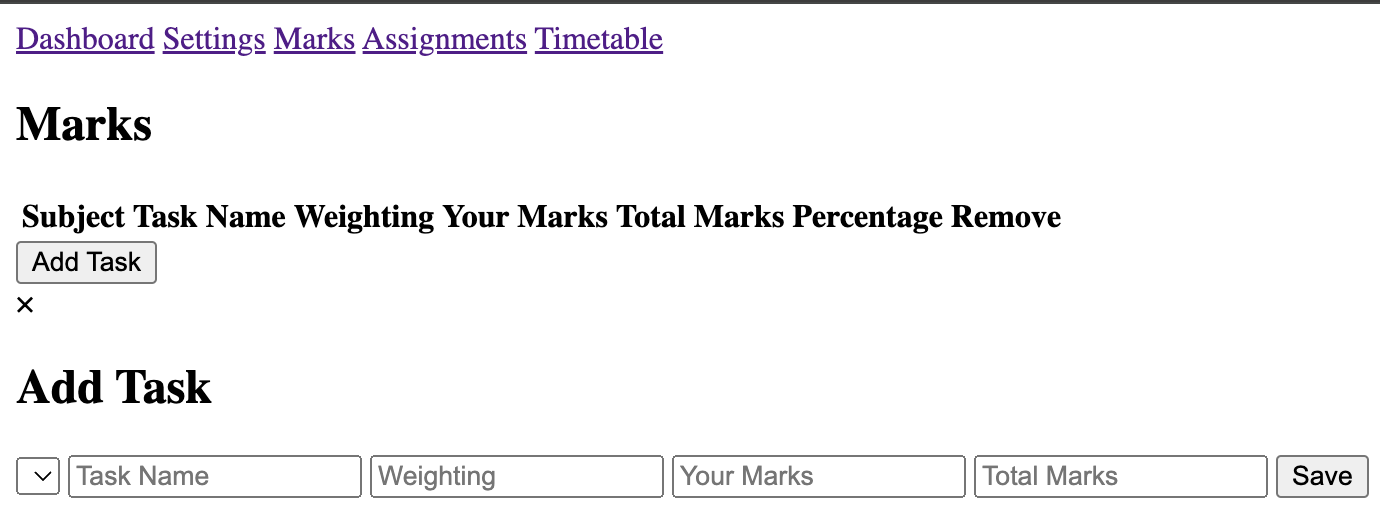 Dashboard Settings Marks Assignments Timetable
Marks
Subject Task Name Weighting Your Marks Total Marks Percentage Remove
Add Task
×
Add Task
Task Name Weighting Your Marks Total Marks Save